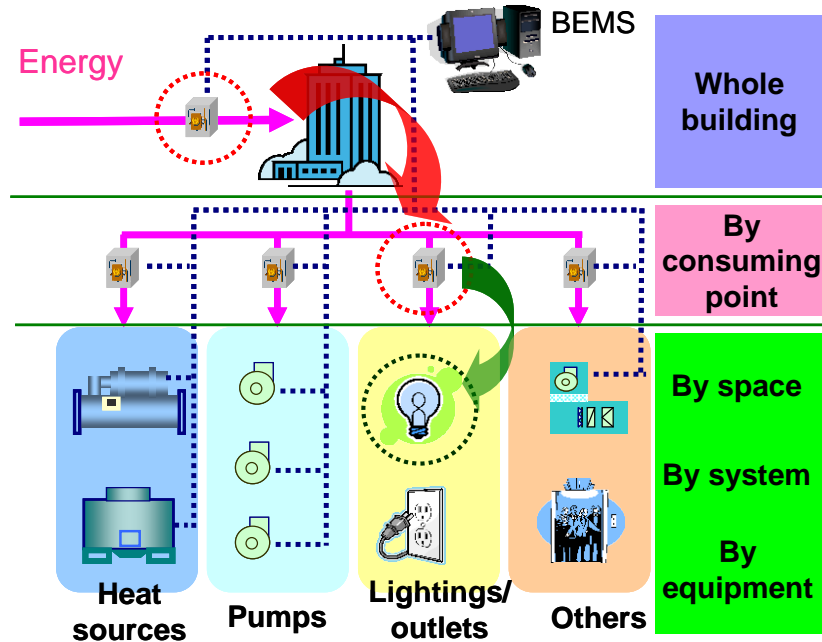 BEMS
Energy
Whole
building
By
consuming
point
By space
By system
By
equipment
Heat
sources
Pumps
Lightings/
outlets
Others